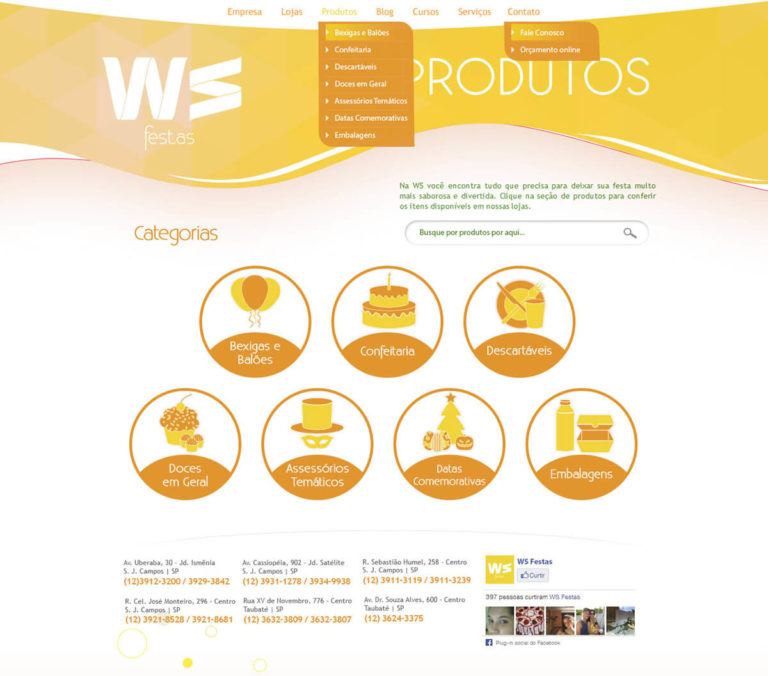 Empresa Lojas Produtos Blog Cursos Serviços Contato
Bexigas e Balões
Confeitaria
Descartáveis
Doces em Geral
Assessórios Temáticos
Datas Comemorativas
Embalagens
Fale Conosco
Orçamento online
WS
festas
PRODUTOS
Na WS você encontra tudo que precisa para deixar sua festa muito
mais saborosa e divertida. Clique na seção de produtos para conferir
os itens disponíveis em nossas lojas.
Categorias
Busque por produtos por aqui...
Bexigas e
Balões
Confeitaria
Descartáveis
Doces
em Geral
Assessórios
Temáticos
Datas
Comemorativas
Embalagens
Av. Uberaba, 30 - Jd. Ismênia
S. J. Campos | SP
(12)3912-3200 / 3929-3842
Av. Cassiopéia, 902 - Jd. Satélite
S. J. Campos | SP
(12) 3931-1278 / 3934-9938
R. Sebastião Humel, 258 - Centro
S. J. Campos | SP
(12) 3911-3119 / 3911-3239
R. Cel. José Monteiro, 296 - Centro
S. J. Campos | SP
(12) 3921-8528 / 3921-8681
Rua XV de Novembro, 776 - Centro
Taubaté | SP
(12) 3632-3809 / 3632-3807
Av. Dr. Souza Alves, 600 - Centro
Taubaté | SP
(12) 3624-3375
WS
festas
WS Festas
Curtir
397 pessoas curtiram WS Festas
Plug-in social do Facebook